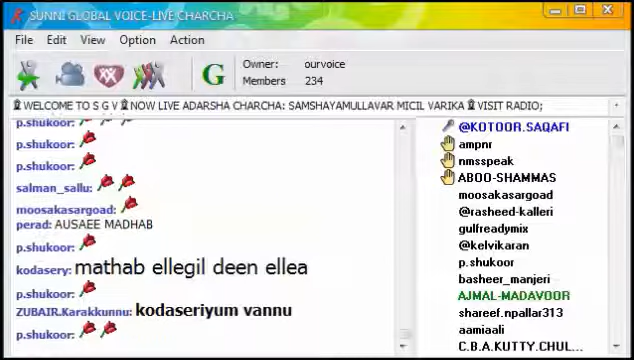 SUNNI GLOBAL VOICE-LIVE CHARCHA
File Edit View Option Action
G
Owner: ourvoice
Members 234
WELCOME TO S G V NOW LIVE ADARSHA CHARCHA: SAMSHAYAMULLAVAR MICIL VARIKA VISIT RADIO;
p.shukoor:
p.shukoor:
p.shukoor:
salman_sallu:
moosakasargoad:
perad: AUSAEE MADHAB
p.shukoor:
kodasery: mathab ellegil deen ellea
p.shukoor:
ZUBAIR.Karakkunnu: kodaseriyum vannu
p.shukoor:
@KOTOOR.SAQAFI
ampnr
nmsspeak
ABOO-SHAMMAS
moosakasargoad
@rasheed-kalleri
gulfreadymix
@kelvikaran
p.shukoor
basheer_manjeri
AJMAL-MADAVOOR
shareef.npallar313
aamiaali
C.B.A.KUTTY.CHUL...